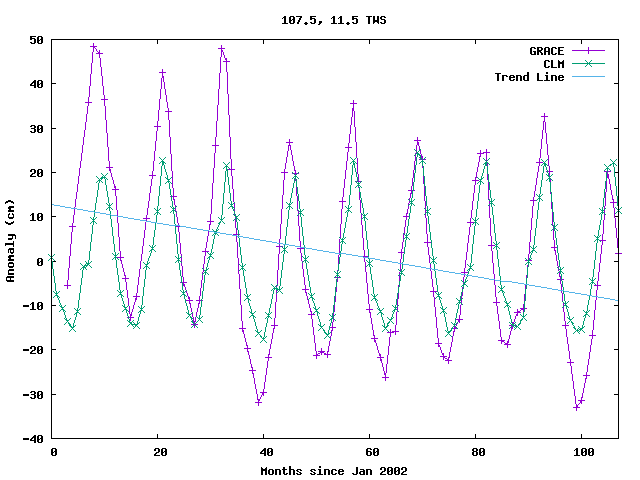 107.5, 11.5 TWS
GRACE
CLM
Trend Line
50
40
30
20
10
0
-10
-20
-30
-40
Anomaly (cm)
0 20 40 60 80 100
Months since Jan 2002